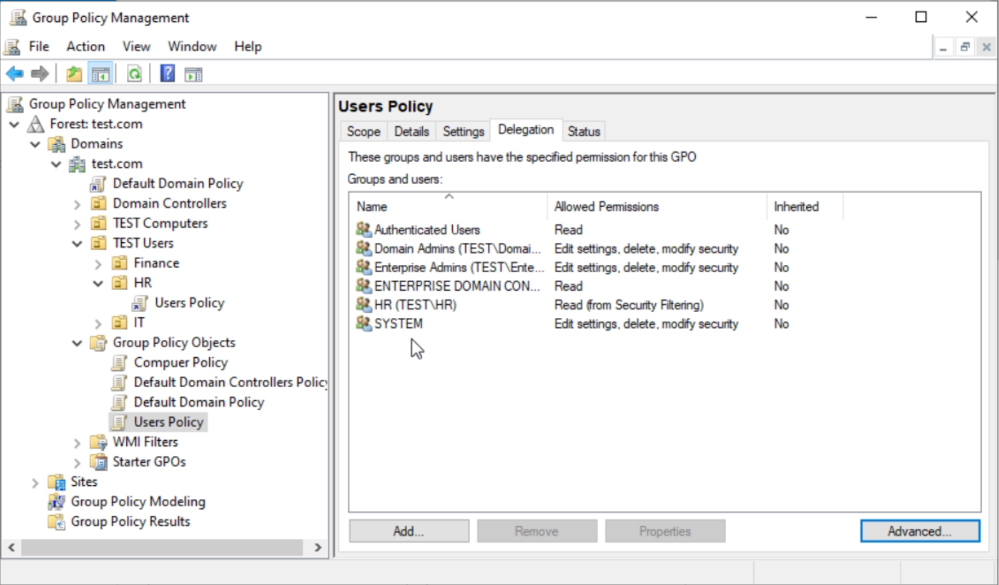 Group Policy Management
File Action View Window Help
Group Policy Management
Forest: test.com
Domains
test.com
Default Domain Policy
Domain Controllers
TEST Computers
TEST Users
Finance
HR
Users Policy
IT
Group Policy Objects
Compuer Policy
Default Domain Controllers Policy
Default Domain Policy
Users Policy
WMI Filters
Starter GPOs
Sites
Group Policy Modeling
Group Policy Results
Users Policy
Scope Details Settings Delegation Status
These groups and users have the specified permission for this GPO
Groups and users:
Name Allowed Permissions Inherited
Authenticated Users Read No
Domain Admins (TEST\Domai... Edit settings, delete, modify security No
Enterprise Admins (TEST\Ente... Edit settings, delete, modify security No
ENTERPRISE DOMAIN CON... Read No
HR (TEST\HR) Read (from Security Filtering) No
SYSTEM Edit settings, delete, modify security No
Add... Remove Properties Advanced...